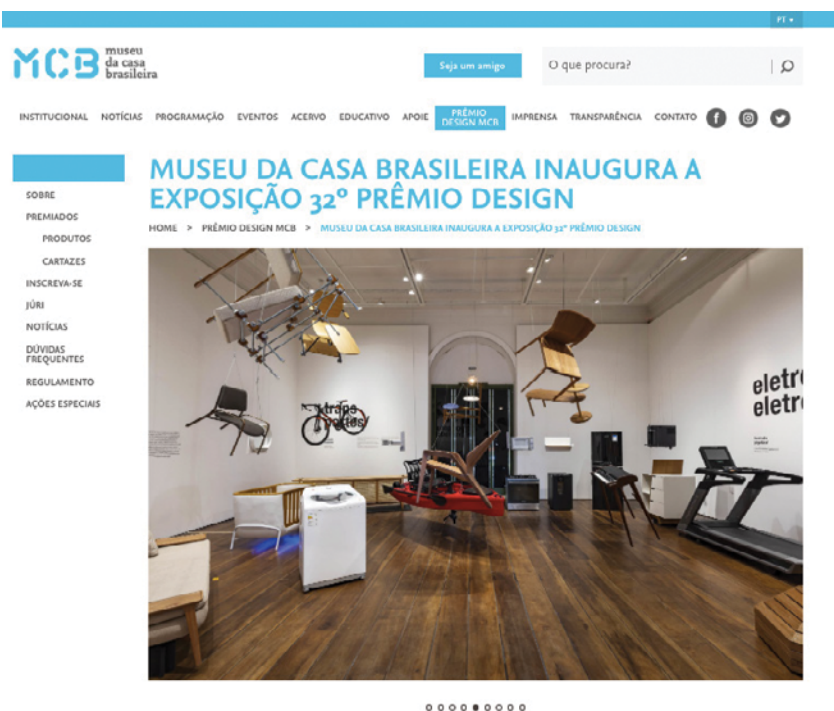 PT
MCB museu
da casa
brasileira
Seja um amigo
O que procura?
INSTITUCIONAL NOTÍCIAS PROGRAMAÇÃO EVENTOS ACERVO EDUCATIVO APOIE PRÊMIO DESIGN MCB IMPRENSA TRANSPARÊNCIA CONTATO
MUSEU DA CASA BRASILEIRA INAUGURA A
EXPOSIÇÃO 32º PRÊMIO DESIGN
HOME > PRÊMIO DESIGN MCB > MUSEU DA CASA BRASILEIRA INAUGURA A EXPOSIÇÃO 32º PRÊMIO DESIGN
SOBRE
PREMIADOS
PRODUTOS
CARTAZES
INSCREVA-SE
JÚRI
NOTÍCIAS
DÚVIDAS
FREQUENTES
REGULAMENTO
AÇÕES ESPECIAIS
trans
portes
eletr
eletr